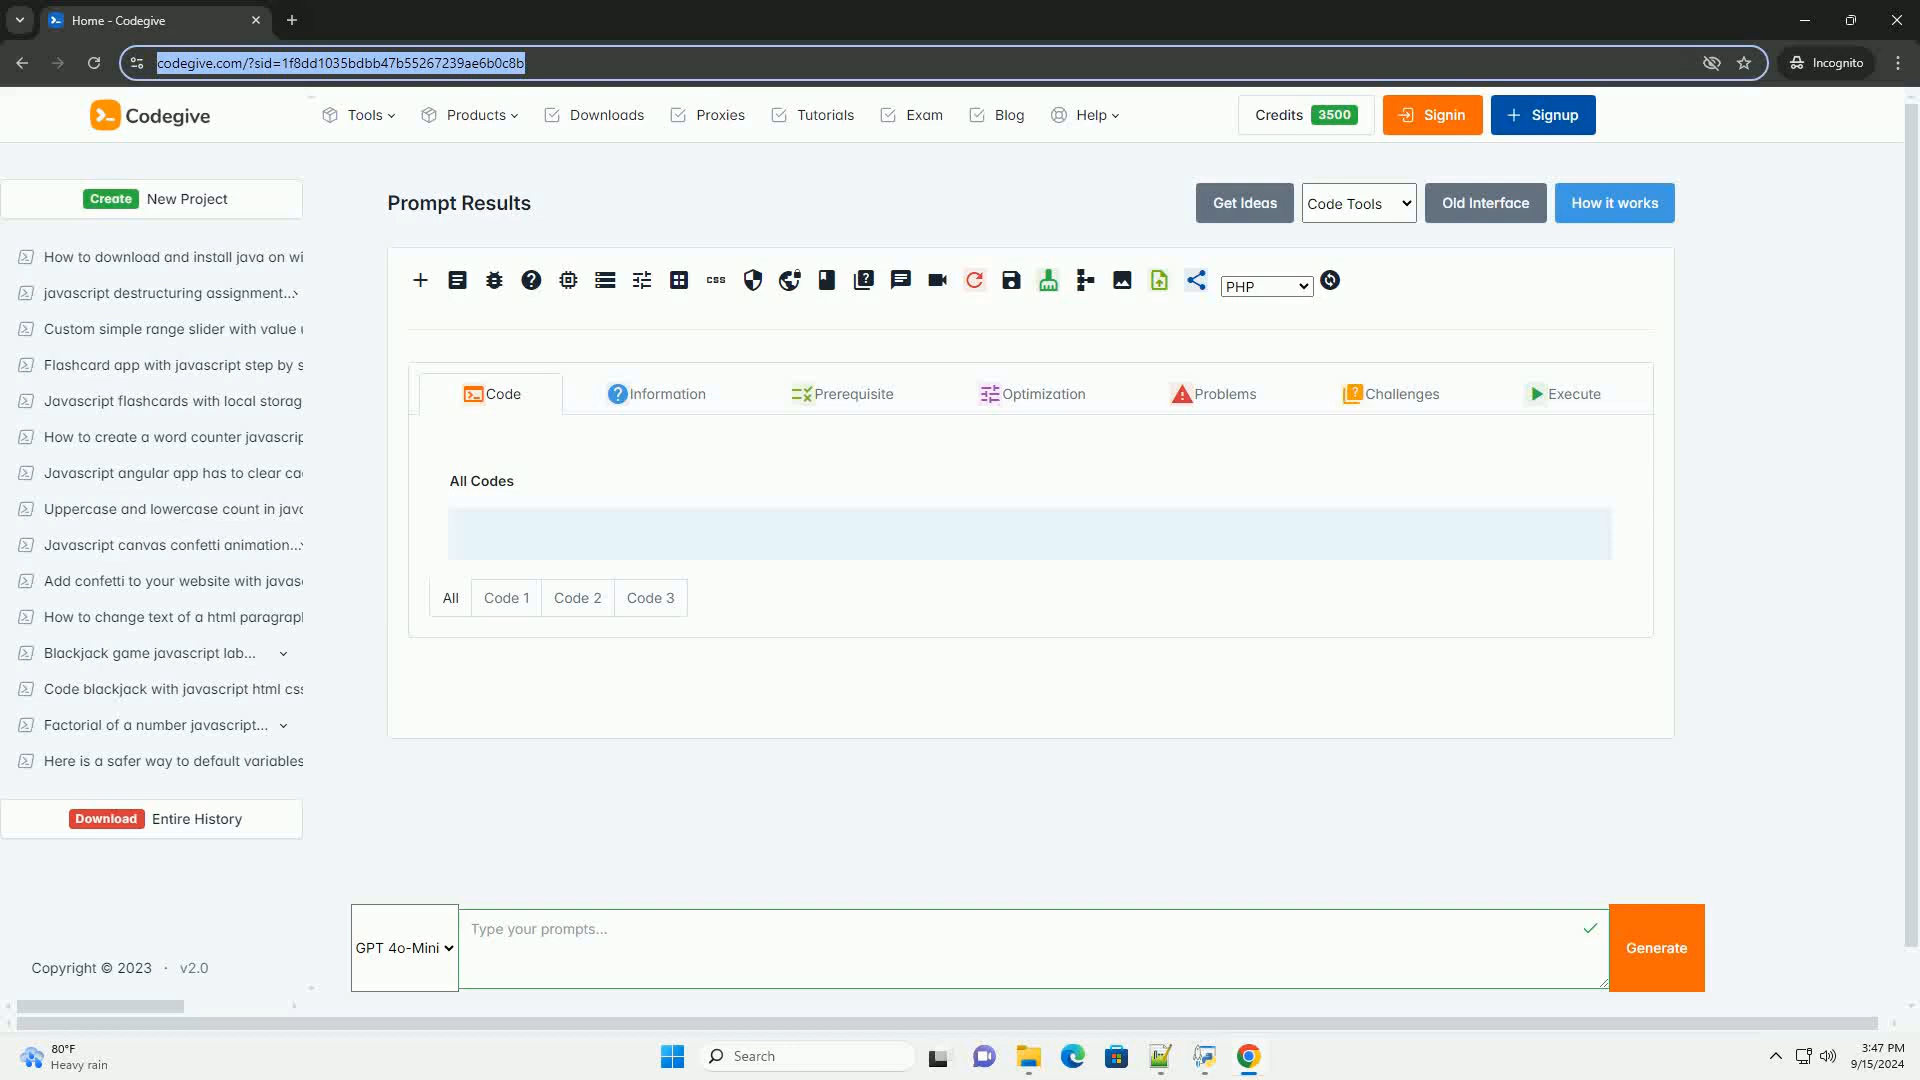 Home - Codegive
codegive.com/?sid=1f8dd1035bdbb47b55267239ae6b0c8b
Incognito
Codegive
Tools
Products
Downloads
Proxies
Tutorials
Exam
Blog
Help
Credits 3500
Signin
Signup
Create New Project
How to download and install java on wi
javascript destructuring assignment...
Custom simple range slider with value
Flashcard app with javascript step by s
Javascript flashcards with local storag
How to create a word counter javascrip
Javascript angular app has to clear ca
Uppercase and lowercase count in java
Javascript canvas confetti animation...
Add confetti to your website with javas
How to change text of a html paragrap
Blackjack game javascript lab...
Code blackjack with javascript html css
Factorial of a number javascript...
Here is a safer way to default variables
Download Entire History
Copyright © 2023 · v2.0
Prompt Results
Get Ideas
Code Tools
Old Interface
How it works
css
PHP
Code
Information
Prerequisite
Optimization
Problems
Challenges
Execute
All Codes
All
Code 1
Code 2
Code 3
GPT 4o-Mini
Type your prompts...
Generate
80°F
Heavy rain
Search
3:47 PM
9/15/2024